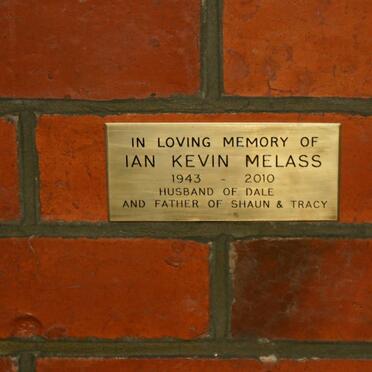 IN LOVING MEMORY OF
IAN KEVIN MELASS
1943 - 2010
HUSBAND OF DALE
AND FATHER OF SHAUN & TRACY